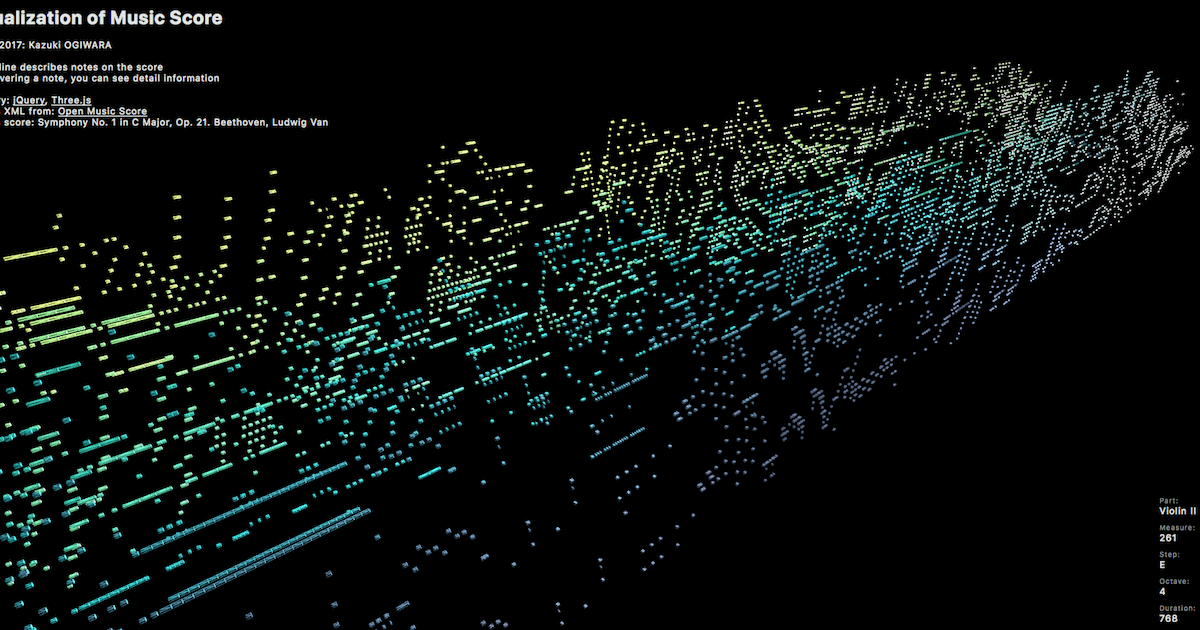 ualization of Music Score
2017: Kazuki OGIWARA
line describes notes on the score
vering a note, you can see detail information
y: jQuery, Three.js
XML from: Open Music Score
score: Symphony No. 1 in C Major, Op. 21. Beethoven, Ludwig Van
Part:
Violin II
Measure:
261
Step:
E
Octave:
4
Duration:
768